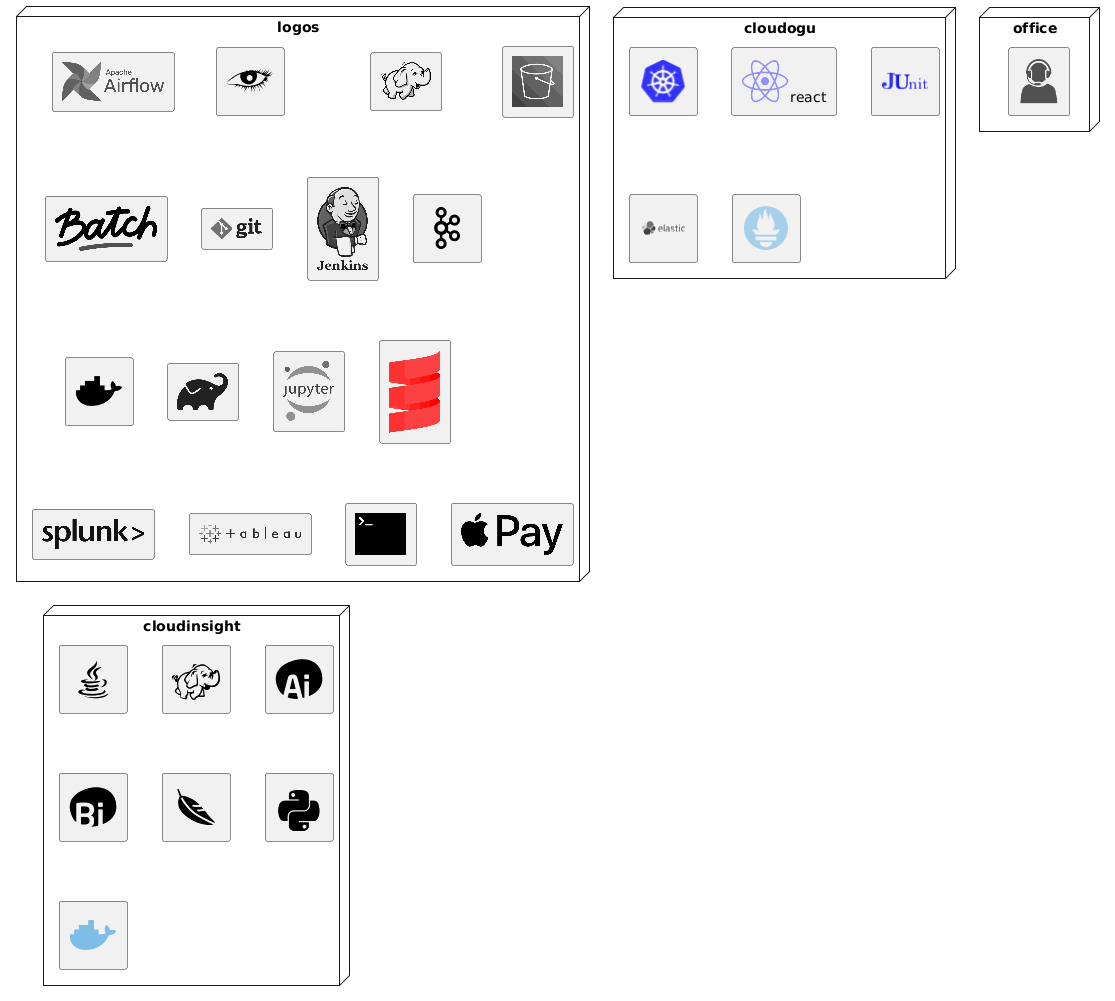 logos
Apache
Airflow
Batch
git
Jenkins
jupyter
splunk>
+ a b l e a u
>_
Pay
cloudogu
react
JUnit
elastic
office
cloudinsight
Ai
Bi